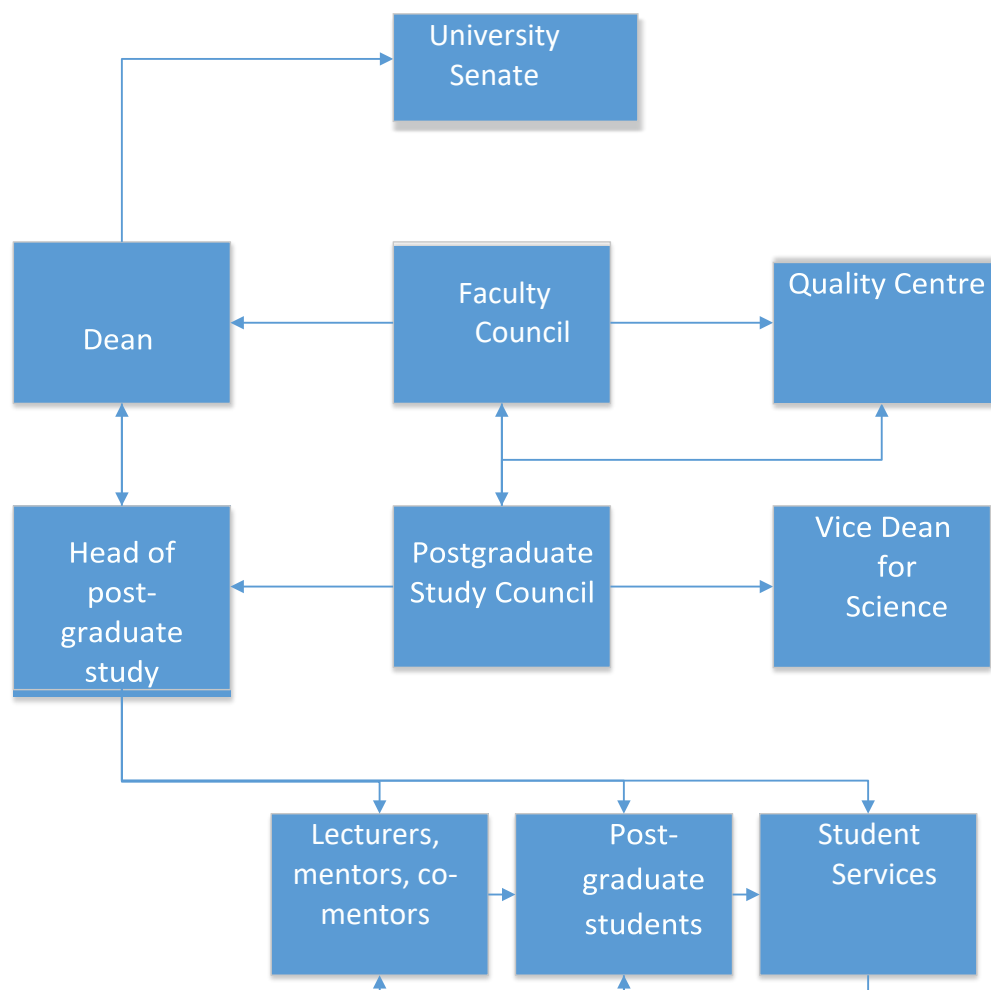 University
Senate
Dean
Faculty
Council
Quality Centre
Head of
post-
graduate
study
Postgraduate
Study Council
Vice Dean
for
Science
Lecturers,
mentors, co-
mentors
Post-
graduate
students
Student
Services